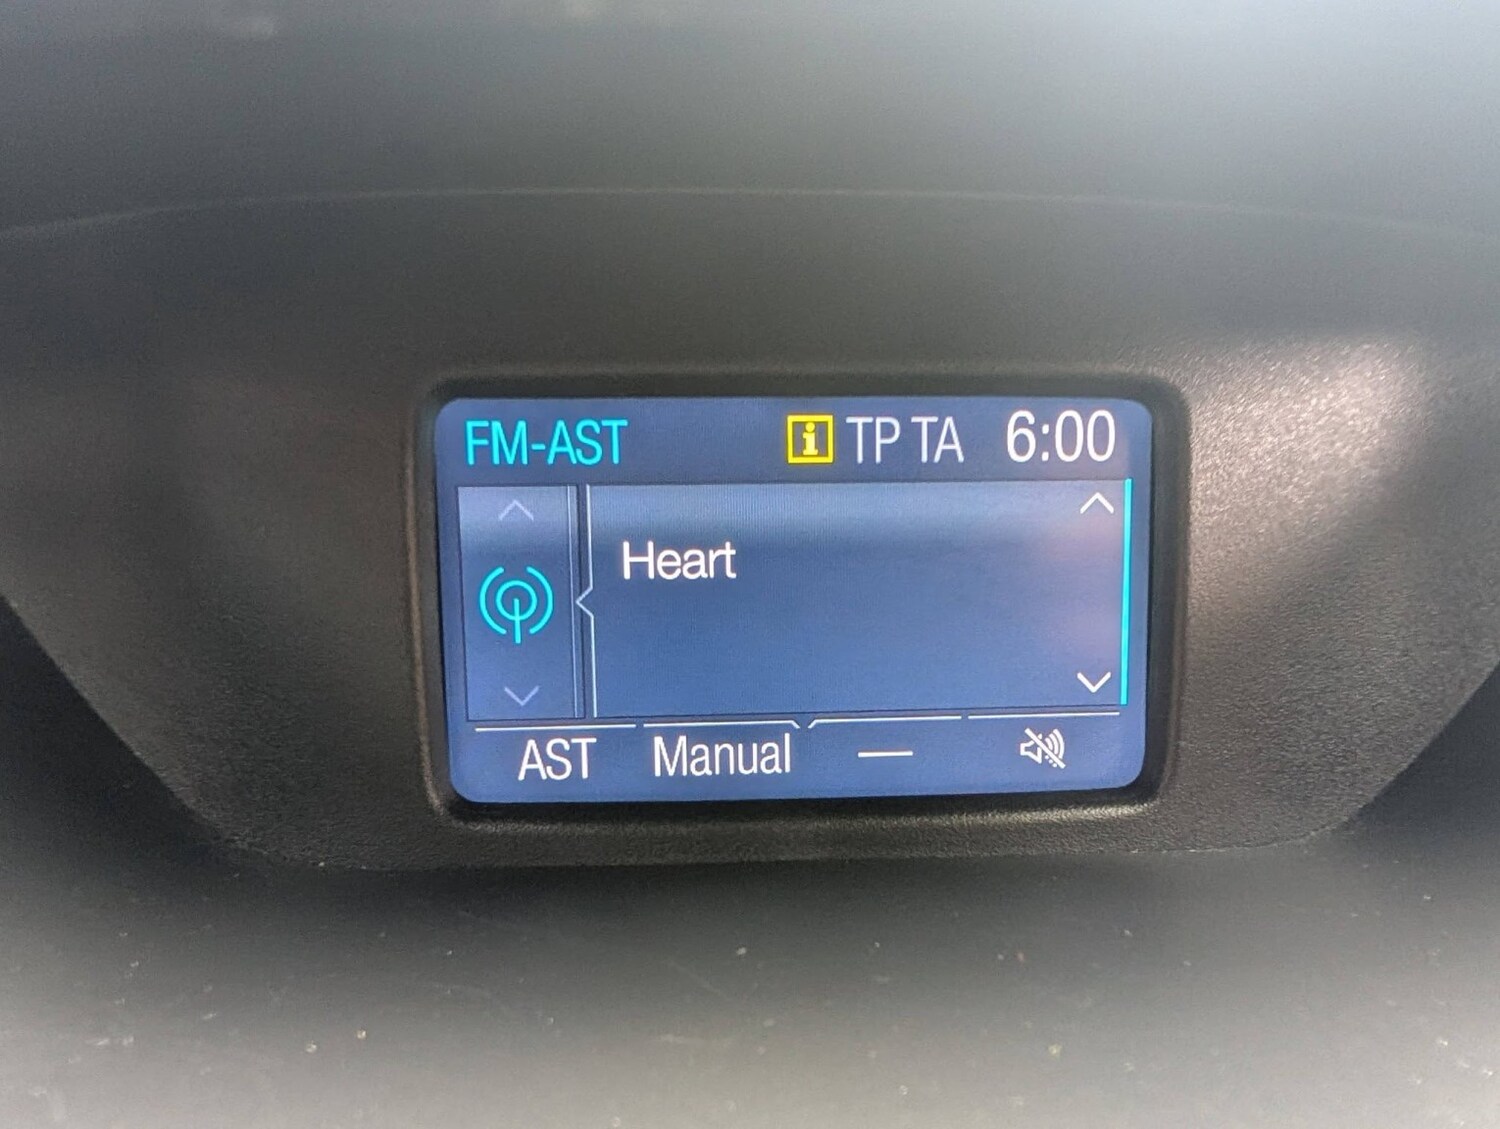 FM-AST i TP TA 6:00
Heart
AST Manual —